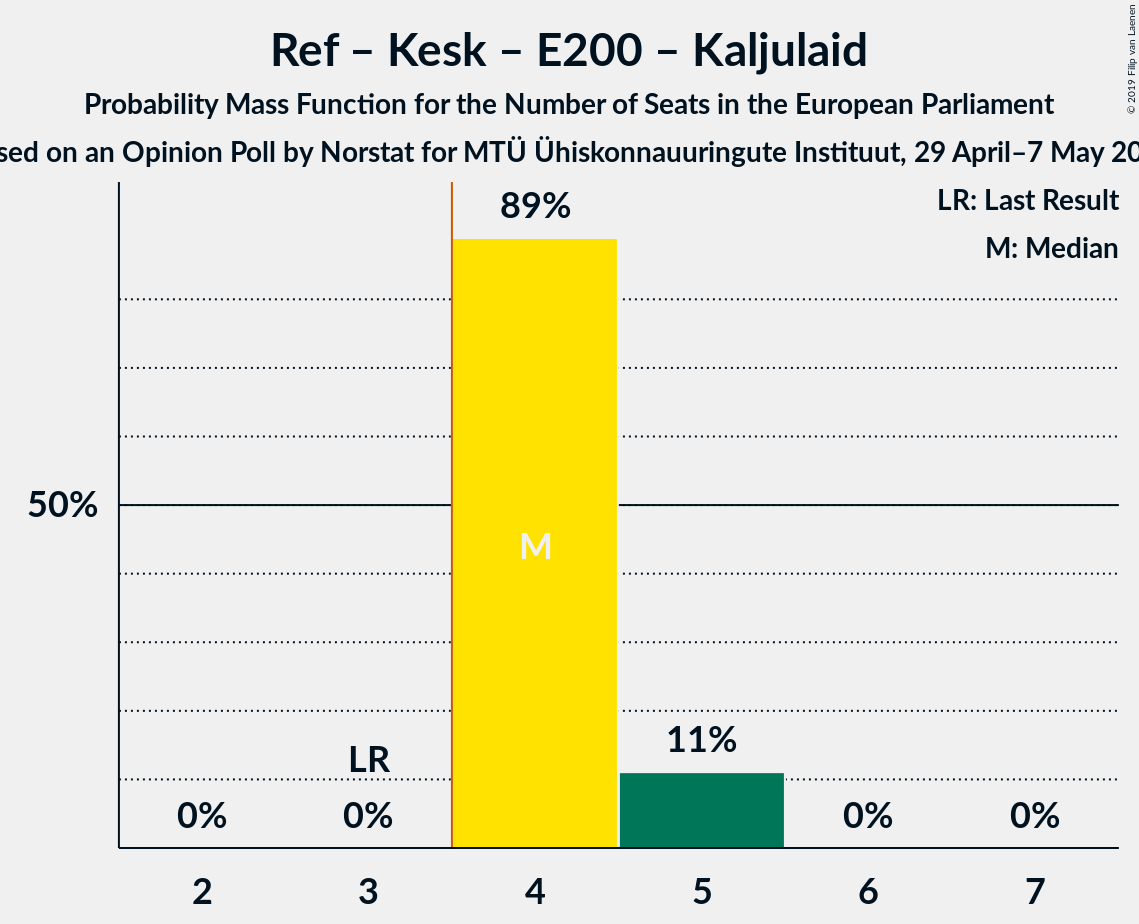 Ref – Kesk – E200 – Kaljulaid
Probability Mass Function for the Number of Seats in the European Parliament
on an Opinion Poll by Norstat for MTÜ Ühiskonnauuringute Instituut, 29 April–7 May
© 2019 Filip van Laenen
LR: Last Result
M: Median
89%
50%
M
11%
LR
0% 0% 0% 0%
2 3 4 5 6 7